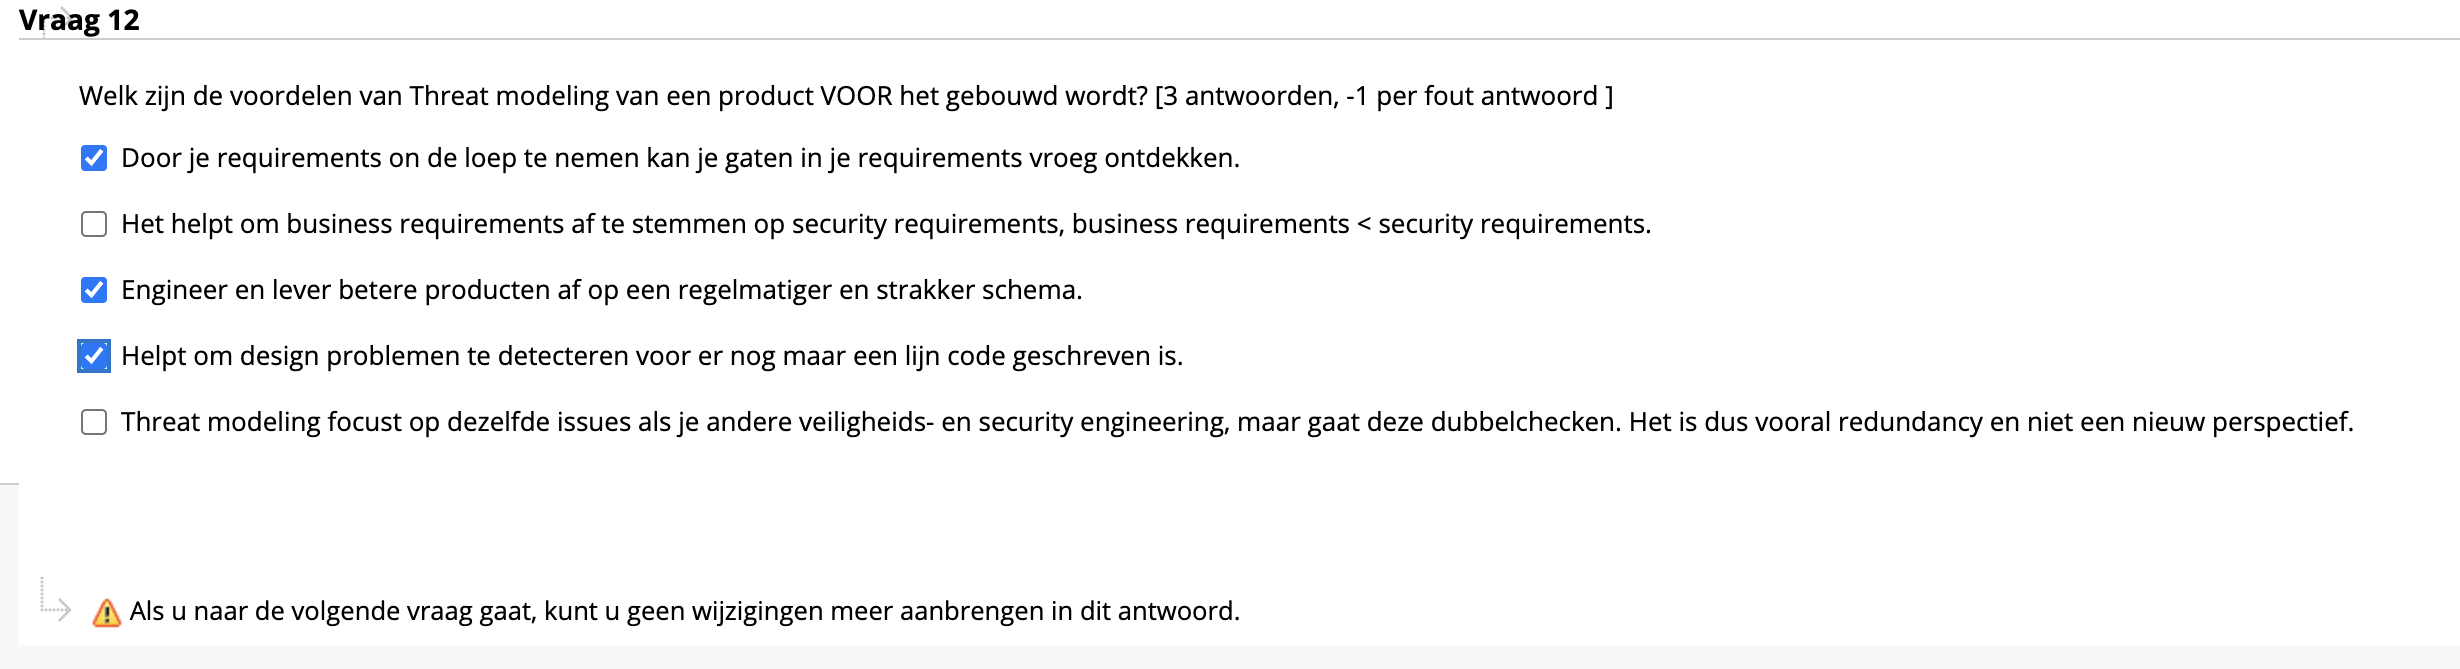 Vraag 12
Welk zijn de voordelen van Threat modeling van een product VOOR het gebouwd wordt? [3 antwoorden, -1 per fout antwoord ]
Door je requirements on de loep te nemen kan je gaten in je requirements vroeg ontdekken.
Het helpt om business requirements af te stemmen op security requirements, business requirements < security requirements.
Engineer en lever betere producten af op een regelmatiger en strakker schema.
Helpt om design problemen te detecteren voor er nog maar een lijn code geschreven is.
Threat modeling focust op dezelfde issues als je andere veiligheids- en security engineering, maar gaat deze dubbelchecken. Het is dus vooral redundancy en niet een nieuw perspectief.
Als u naar de volgende vraag gaat, kunt u geen wijzigingen meer aanbrengen in dit antwoord.